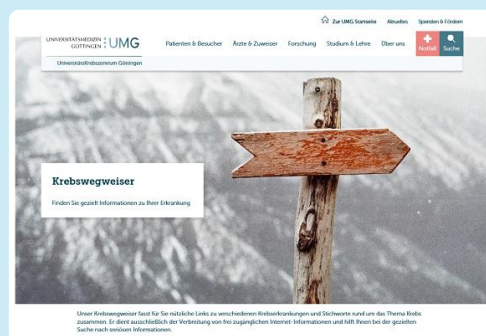 Zur UMG Startseite Aktuelles Spenden & Fördern
UNIVERSITÄTSMEDIZIN
GÖTTINGEN : UMG
Patienten & Besucher Ärzte & Zuweiser Forschung Studium & Lehre Über uns
Notfall Suche
UniversitätsKrebszentrum Göttingen
Krebswegweiser
Finden Sie gezielt Informationen zu Ihrer Erkrankung
Unser Krebswegweiser fasst für Sie nützliche Links zu verschiedenen Krebserkrankungen und Stichworte rund um das Thema Krebs
zusammen. Er dient ausschließlich der Verbreitung von frei zugänglichen Internet-Informationen und hilft Ihnen bei der gezielten
Suche nach seriösen Informationen.